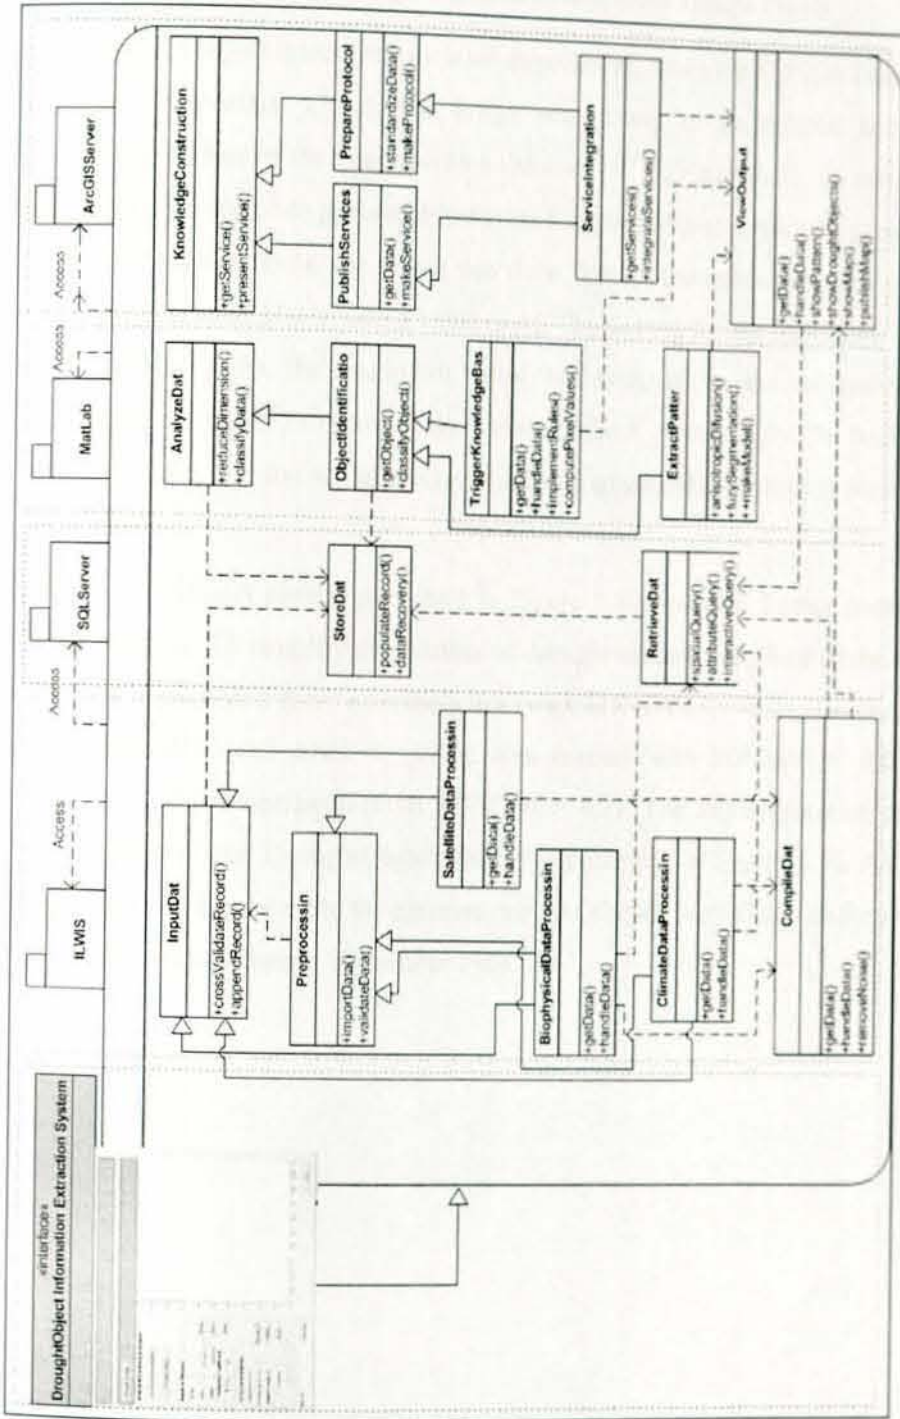 «interface»
DroughtObject Information Extraction System
ILWIS
Access
SQLServer
Access
MatLab
Access
ArcGISServer
Access
InputDat
+crossValidateRecord()
+appendRecord()
Preprocessin
+importData()
+validateData()
SatelliteDataProcessin
+getData()
+handleData()
BiophysicalDataProcessin
+getData()
+handleData()
ClimateDataProcessin
+getData()
+handleData()
CompileDat
+getData()
+handleData()
+removeNoise()
StoreDat
+populateRecord()
+dataRecovery()
RetrieveDat
+spatialQuery()
+attributeQuery()
+interactiveQuery()
AnalyzeDat
+reduceDimension()
+classifyData()
ObjectIdentificatio
+getObject()
+classifyObject()
TriggerKnowledgeBas
+getData()
+handleData()
+implementRules()
+computePixelValues()
ExtractPatter
+anisotropicDifusion()
+fuzySegmentation()
+makeModel()
KnowledgeConstruction
+getService()
+presentService()
PublishServices
+getData()
+makeService()
PrepareProtocol
+standardizeData()
+makeProtocol()
ServiceIntegration
+getServices()
+integrateServices()
ViewOutput
+getData()
+handleData()
+showPattern()
+showDroughtObjects()
+showMap()
+publishMap()